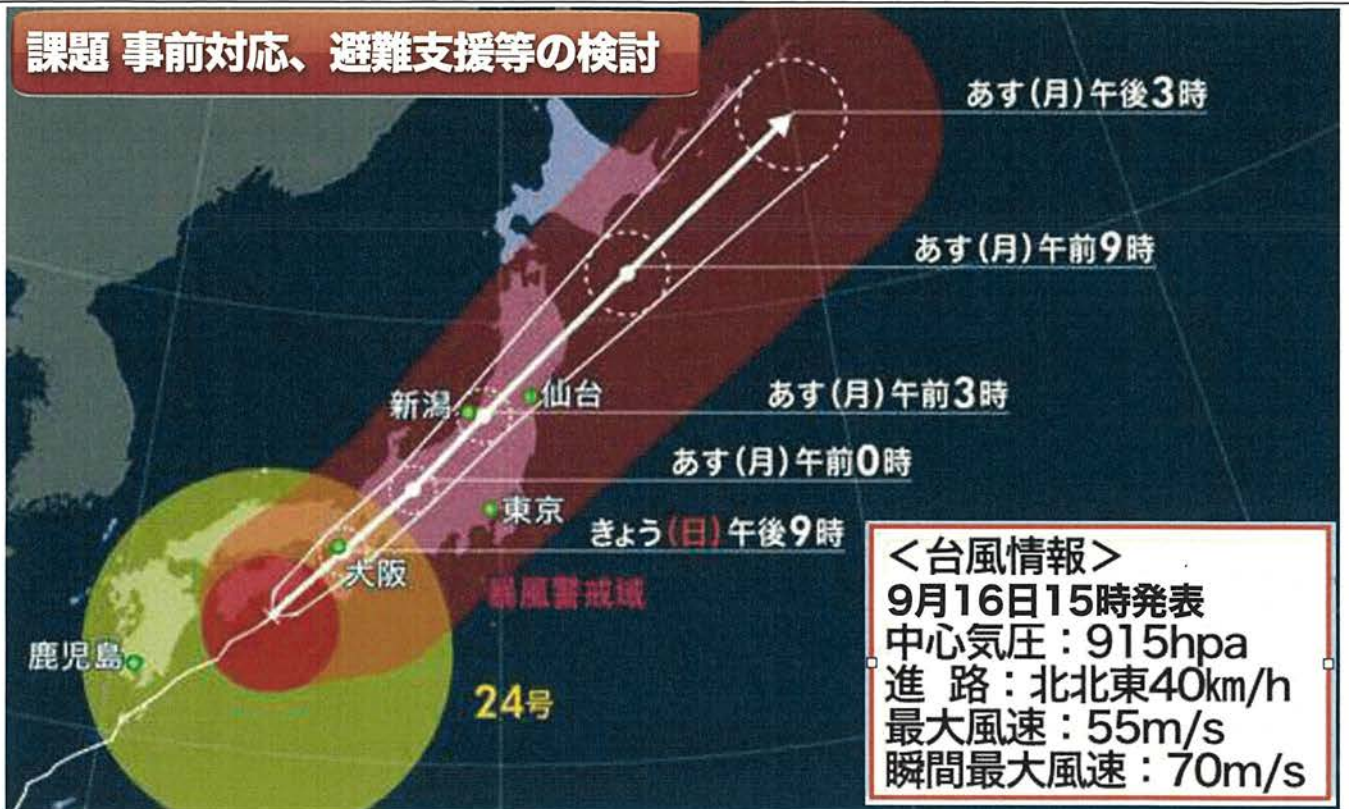 課題 事前対応、避難支援等の検討
あす(月)午後3時
あす(月)午前9時
新潟
仙台
あす(月)午前3時
あす(月)午前0時
東京
きょう(日)午後9時
大阪
暴風警戒域
鹿児島
24号
<台風情報>
9月16日15時発表
中心気圧:915hpa
進 路:北北東40km/h
最大風速:55m/s
瞬間最大風速:70m/s